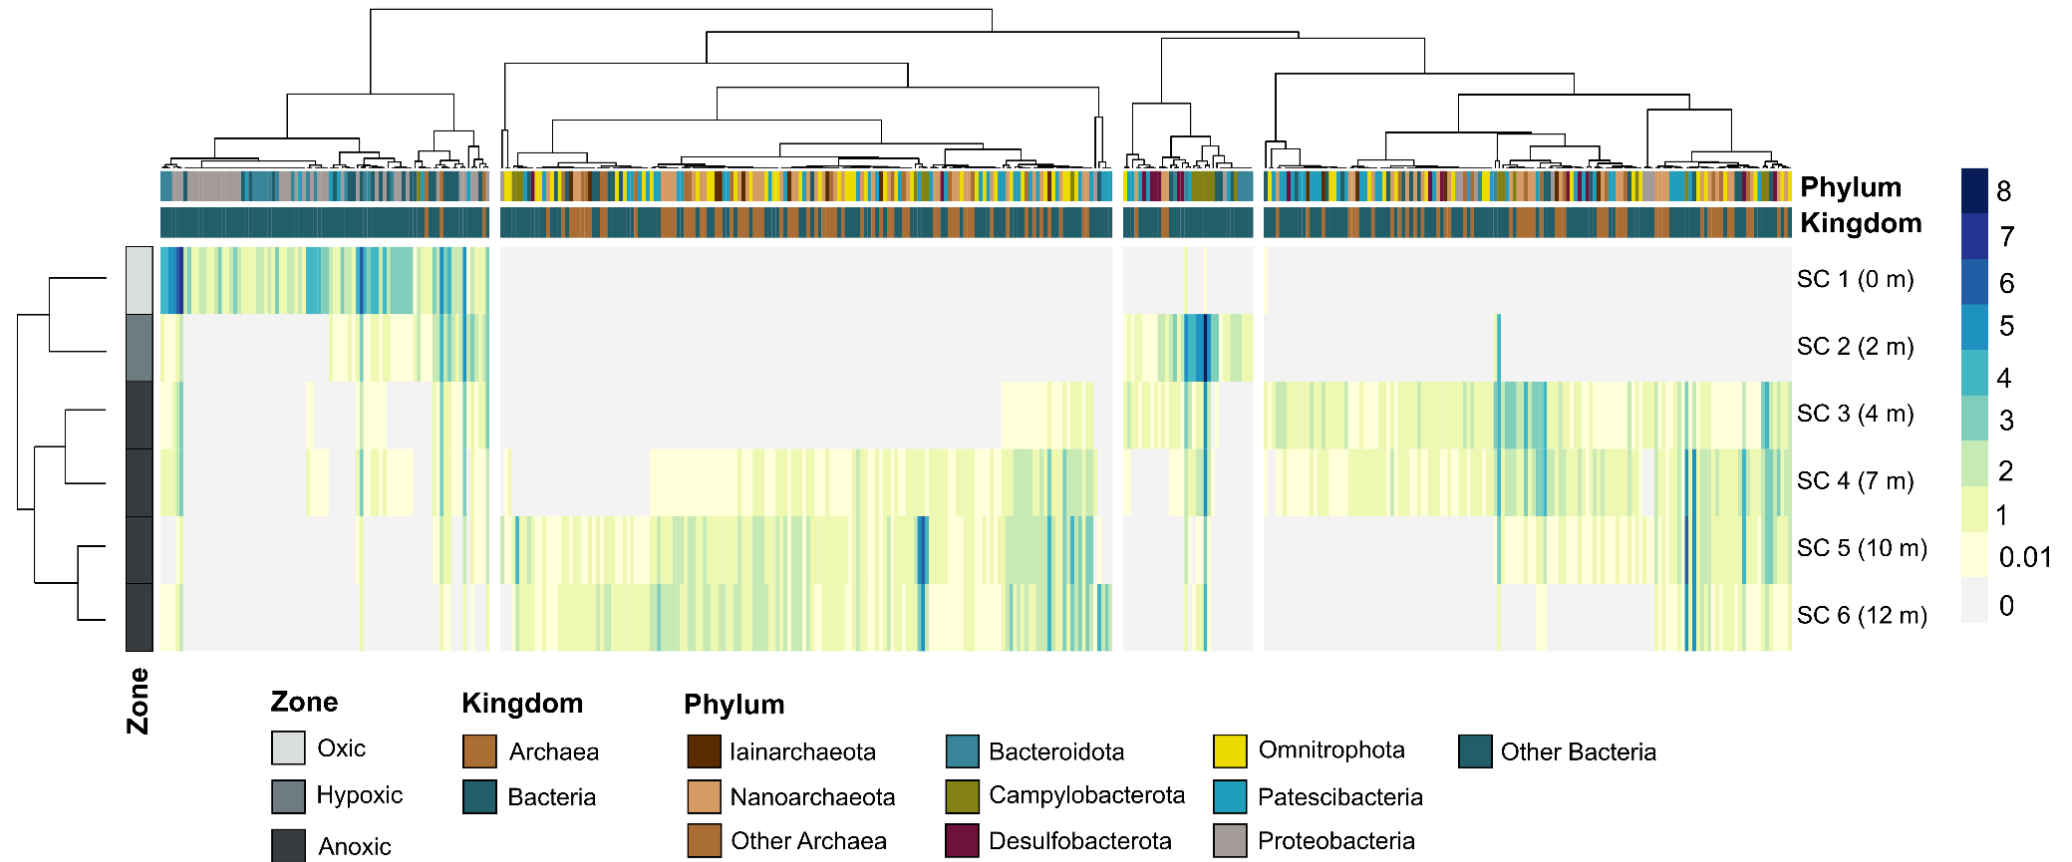 Phylum
Kingdom
SC 1 (0 m)
SC 2 (2 m)
SC 3 (4 m)
SC 4 (7 m)
SC 5 (10 m)
SC 6 (12 m)
8
7
6
5
4
3
2
1
0.01
0
Zone
Zone
Oxic
Hypoxic
Anoxic
Kingdom
Archaea
Bacteria
Phylum
Iainarchaeota
Nanoarchaeota
Other Archaea
Bacteroidota
Campylobacterota
Desulfobacterota
Omnitrophota
Patescibacteria
Proteobacteria
Other Bacteria